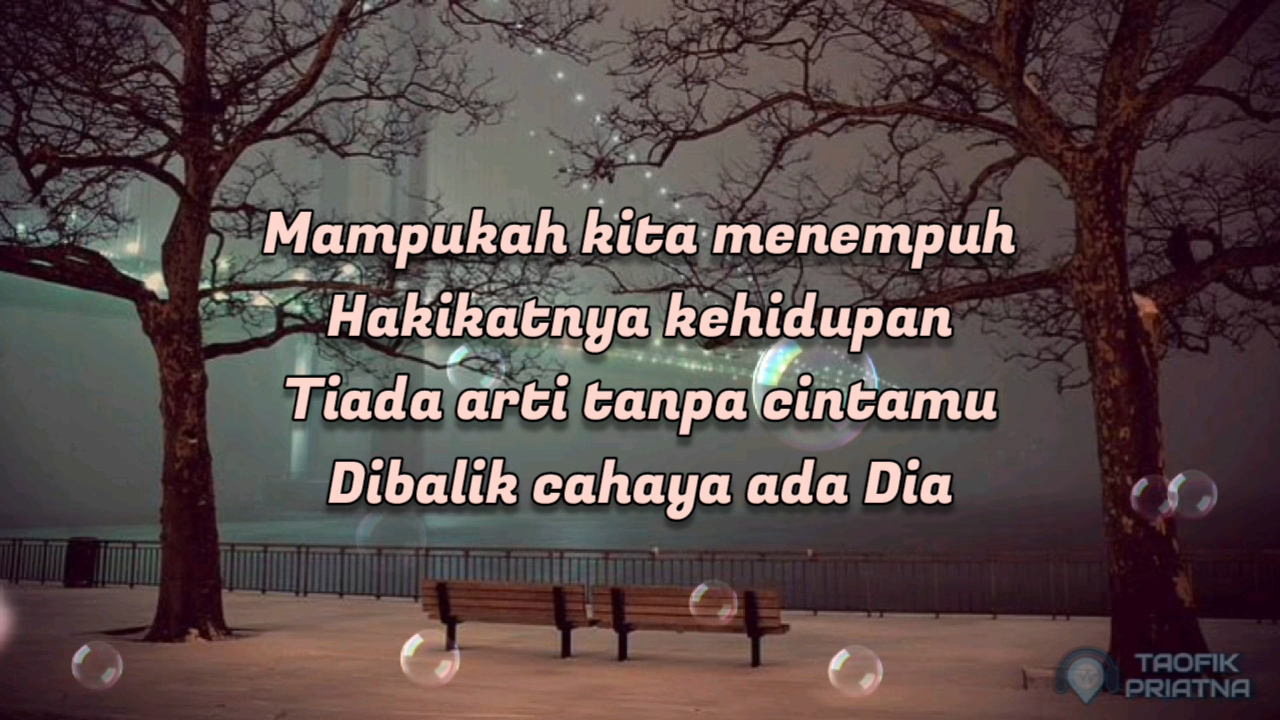 Mampukah kita menempuh
Hakikatnya kehidupan
Tiada arti tanpa cintamu
Dibalik cahaya ada Dia
TAOFIK
PRIATNA